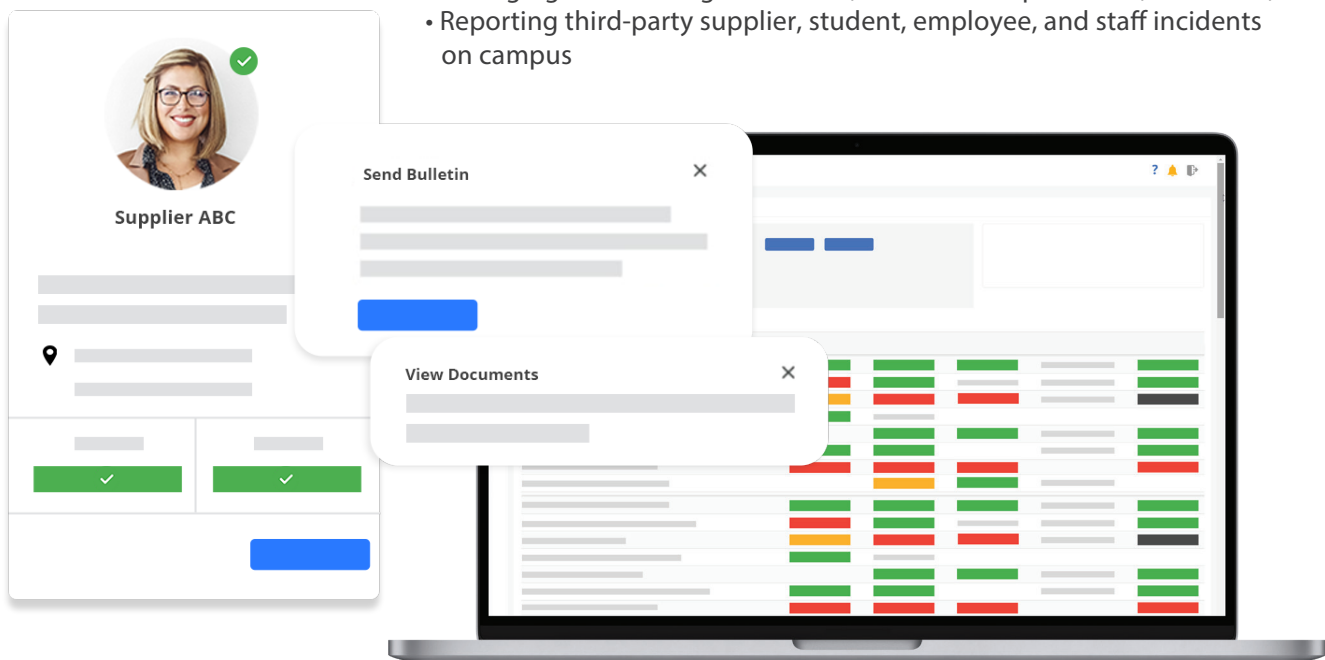 • Reporting third-party supplier, student, employee, and staff incidents
on campus
Supplier ABC
Send Bulletin
View Documents
?